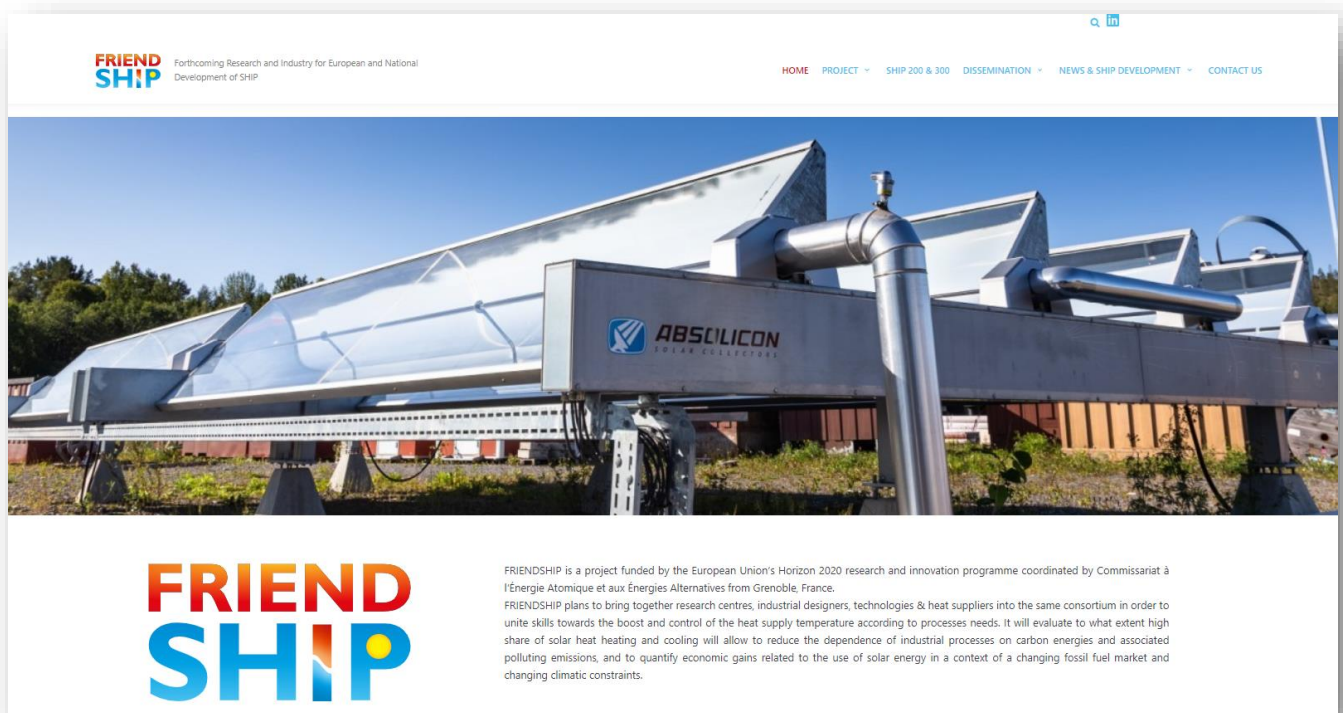 in
FRIEND
SHIP
Forthcoming Research and Industry for European and National
Development of SHIP
HOME PROJECT SHIP 200 & 300 DISSEMINATION NEWS & SHIP DEVELOPMENT CONTACT US
ABSOLICON
SOLAR COLLECTORS
FRIEND
SHIP
FRIENDSHIP is a project funded by the European Union's Horizon 2020 research and innovation programme coordinated by Commissariat à
l'Énergie Atomique et aux Énergies Alternatives from Grenoble, France.
FRIENDSHIP plans to bring together research centres, industrial designers, technologies & heat suppliers into the same consortium in order to
unite skills towards the boost and control of the heat supply temperature according to processes needs. It will evaluate to what extent high
share of solar heat heating and cooling will allow to reduce the dependence of industrial processes on carbon energies and associated
polluting emissions, and to quantify economic gains related to the use of solar energy in a context of a changing fossil fuel market and
changing climatic constraints.